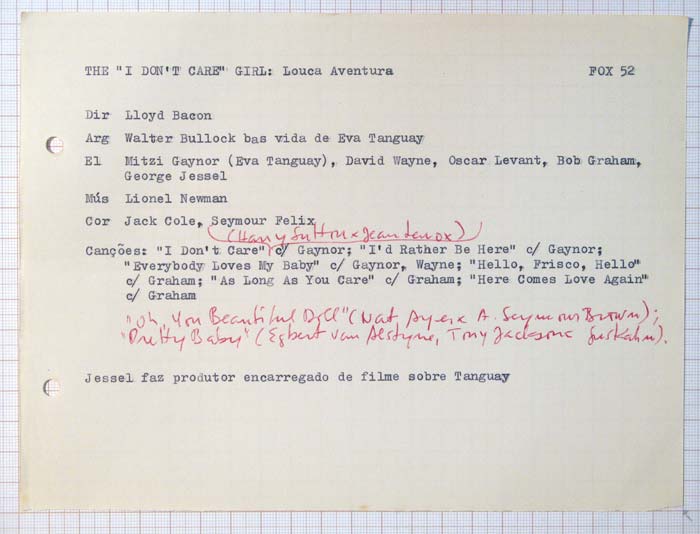 THE "I DON'T CARE" GIRL: Louca Aventura FOX 52
Dir Lloyd Bacon
Arg Walter Bullock bas vida de Eva Tanguay
El Mitzi Gaynor (Eva Tanguay), David Wayne, Oscar Levant, Bob Graham,
George Jessel
Mús Lionel Newman
Cor Jack Cole, Seymour Felix
(Harry Sutton x Jean Lenox)
Canções: "I Don't Care" c/ Gaynor; "I'd Rather Be Here" c/ Gaynor;
"Everybody Loves My Baby" c/ Gaynor, Wayne; "Hello, Frisco, Hello"
c/ Graham; "As Long As You Care" c/ Graham; "Here Comes Love Again"
c/ Graham
"Oh, You Beautiful Doll" (Nat Ayer x A. Seymour Brown);
"Pretty Baby" (Egbert van Alstyne, Tony Jackson x Gus Kahn).
Jessel faz produtor encarregado de filme sobre Tanguay